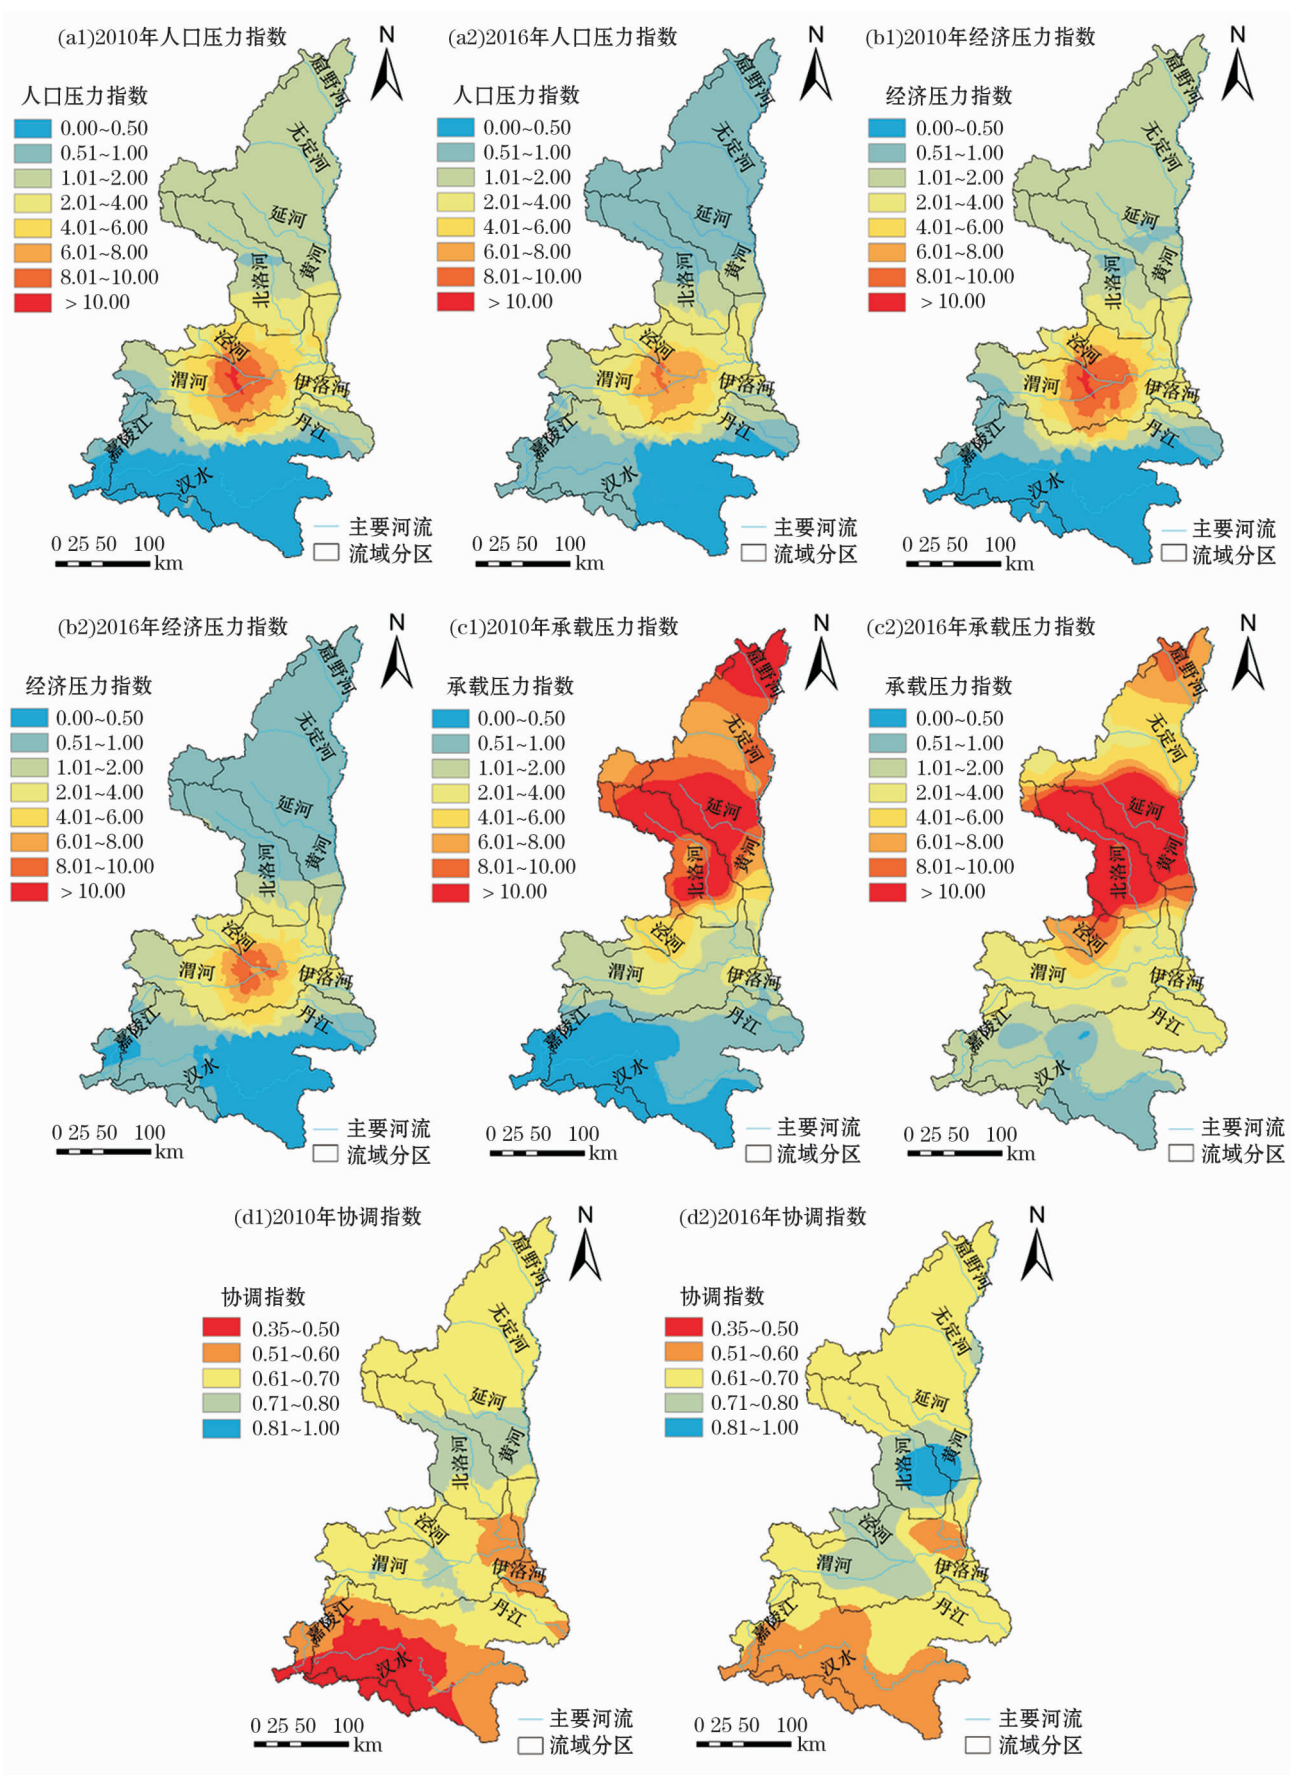 (a1)2010年人口压力指数
N
人口压力指数
0.00~0.50
0.51~1.00
1.01~2.00
2.01~4.00
4.01~6.00
6.01~8.00
8.01~10.00
> 10.00
窟野河
无定河
延河
黄河
北洛河
泾河
渭河
伊洛河
丹江
嘉陵江
汉水
主要河流
流域分区
0 25 50 100
km
(a2)2016年人口压力指数
N
人口压力指数
0.00~0.50
0.51~1.00
1.01~2.00
2.01~4.00
4.01~6.00
6.01~8.00
8.01~10.00
> 10.00
窟野河
无定河
延河
黄河
北洛河
泾河
渭河
伊洛河
丹江
嘉陵江
汉水
主要河流
流域分区
0 25 50 100
km
(b1)2010年经济压力指数
N
经济压力指数
0.00~0.50
0.51~1.00
1.01~2.00
2.01~4.00
4.01~6.00
6.01~8.00
8.01~10.00
> 10.00
窟野河
无定河
延河
黄河
北洛河
泾河
渭河
伊洛河
丹江
嘉陵江
汉水
主要河流
流域分区
0 25 50 100
km
(b2)2016年经济压力指数
N
经济压力指数
0.00~0.50
0.51~1.00
1.01~2.00
2.01~4.00
4.01~6.00
6.01~8.00
8.01~10.00
> 10.00
窟野河
无定河
延河
黄河
北洛河
泾河
渭河
伊洛河
丹江
嘉陵江
汉水
主要河流
流域分区
0 25 50 100
km
(c1)2010年承载压力指数
N
承载压力指数
0.00~0.50
0.51~1.00
1.01~2.00
2.01~4.00
4.01~6.00
6.01~8.00
8.01~10.00
> 10.00
窟野河
无定河
延河
黄河
北洛河
泾河
渭河
伊洛河
丹江
嘉陵江
汉水
主要河流
流域分区
0 25 50 100
km
(c2)2016年承载压力指数
N
承载压力指数
0.00~0.50
0.51~1.00
1.01~2.00
2.01~4.00
4.01~6.00
6.01~8.00
8.01~10.00
> 10.00
窟野河
无定河
延河
黄河
北洛河
泾河
渭河
伊洛河
丹江
嘉陵江
汉水
主要河流
流域分区
0 25 50 100
km
(d1)2010年协调指数
N
协调指数
0.35~0.50
0.51~0.60
0.61~0.70
0.71~0.80
0.81~1.00
窟野河
无定河
延河
黄河
北洛河
泾河
渭河
伊洛河
丹江
嘉陵江
汉水
主要河流
流域分区
0 25 50 100
km
(d2)2016年协调指数
N
协调指数
0.35~0.50
0.51~0.60
0.61~0.70
0.71~0.80
0.81~1.00
窟野河
无定河
延河
黄河
北洛河
泾河
渭河
伊洛河
丹江
嘉陵江
汉水
主要河流
流域分区
0 25 50 100
km